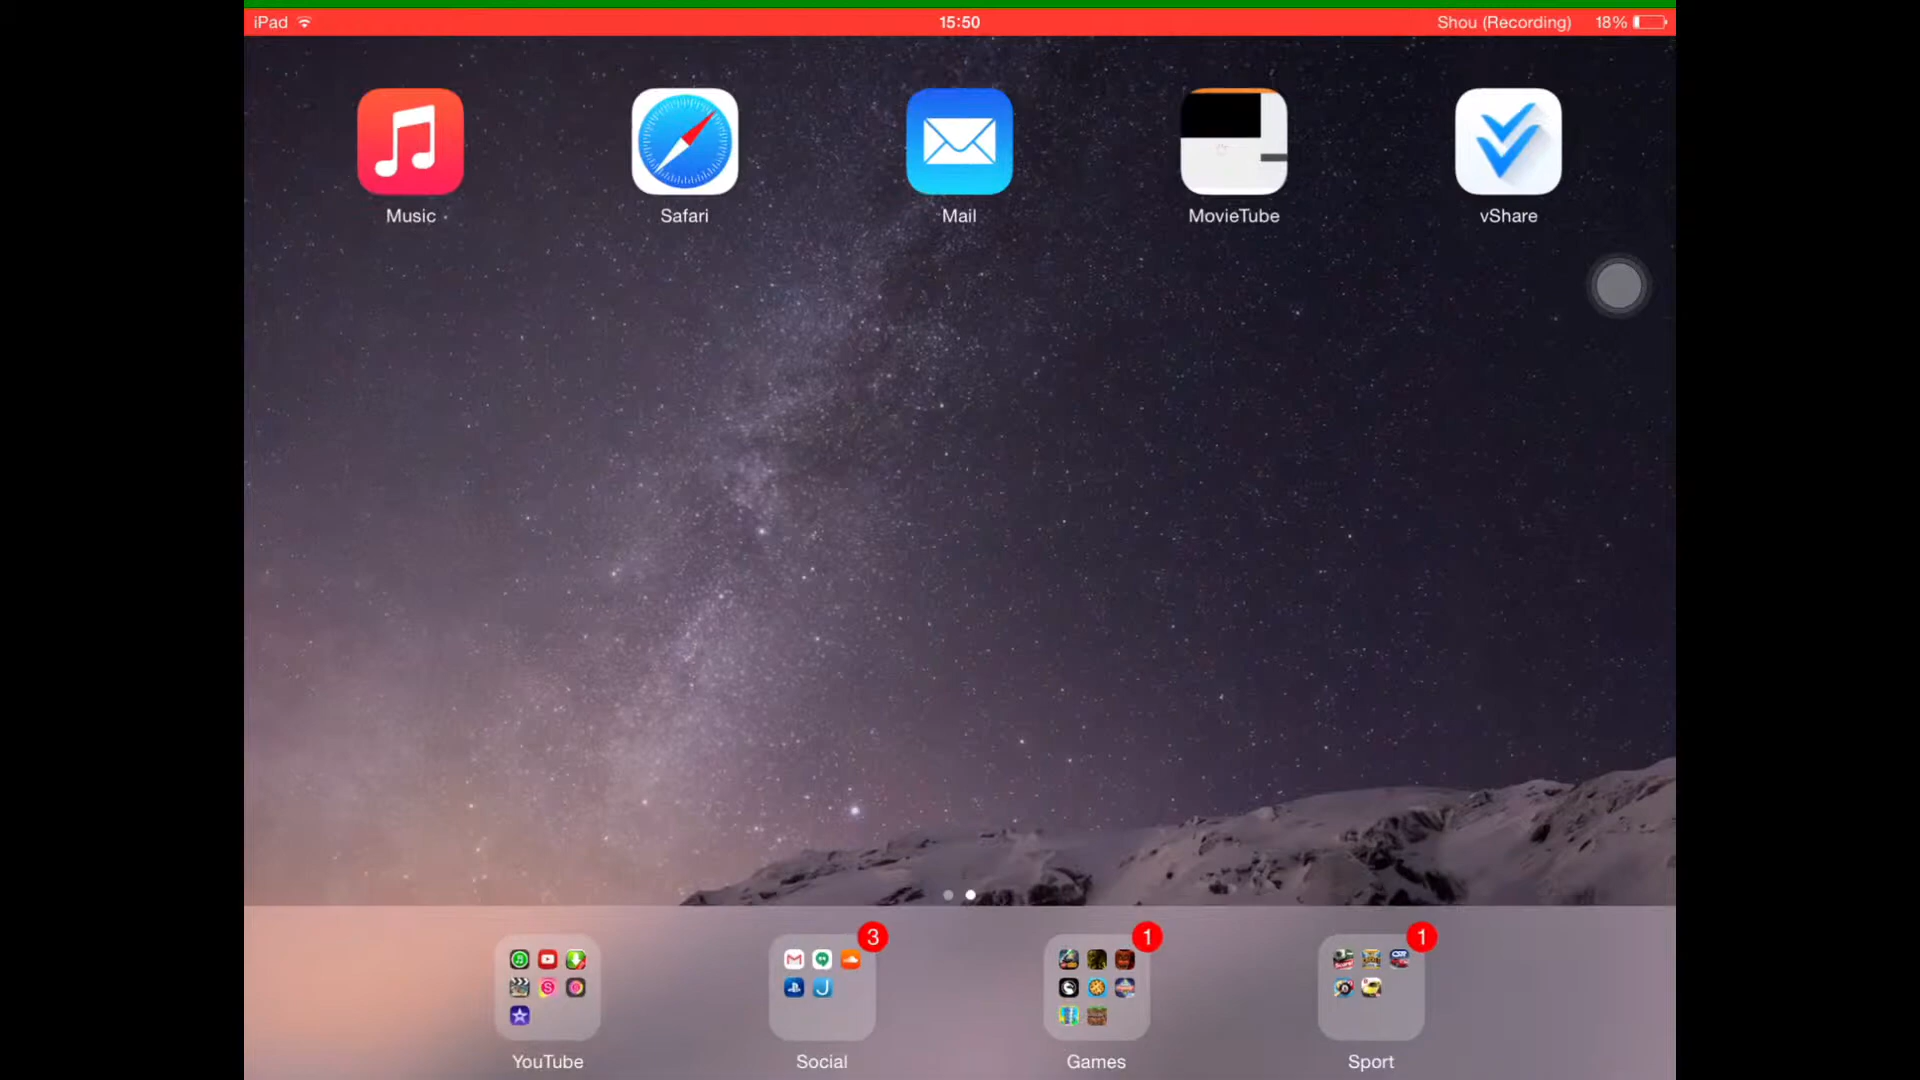 iPad 15:50 Shou (Recording) 18%
Music Safari Mail MovieTube vShare
3 1 1
YouTube Social Games Sport